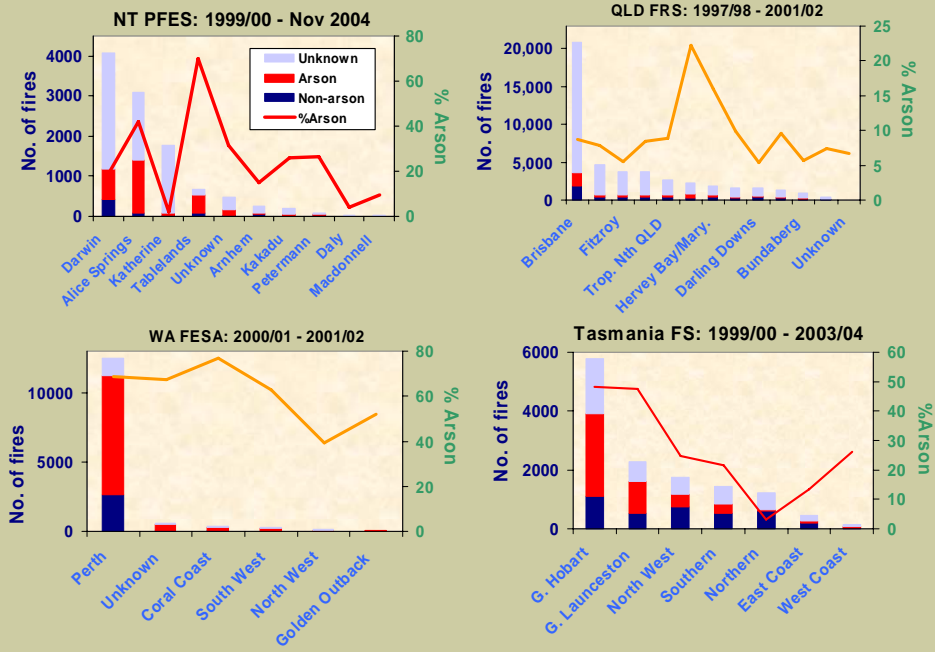 NT PFES: 1999/00 - Nov 2004
No. of fires
4000
3000
2000
1000
0
80
60
40
20
0
% Arson
Unknown
Arson
Non-arson
%Arson
Darwin
Alice Springs
Katherine
Tablelands
Unknown
Arnhem
Kakadu
Petermann
Daly
Macdonnell
QLD FRS: 1997/98 - 2001/02
No. of fires
20,000
15,000
10,000
5,000
0
25
20
15
10
5
0
% Arson
Brisbane
Fitzroy
Trop. Nth QLD
Hervey Bay/Mary.
Darling Downs
Bundaberg
Unknown
WA FESA: 2000/01 - 2001/02
No. of fires
10000
5000
0
80
60
40
20
0
% Arson
Perth
Unknown
Coral Coast
South West
North West
Golden Outback
Tasmania FS: 1999/00 - 2003/04
No. of fires
6000
4000
2000
0
60
50
40
30
20
10
0
%Arson
G. Hobart
G. Launceston
North West
Southern
Northern
East Coast
West Coast